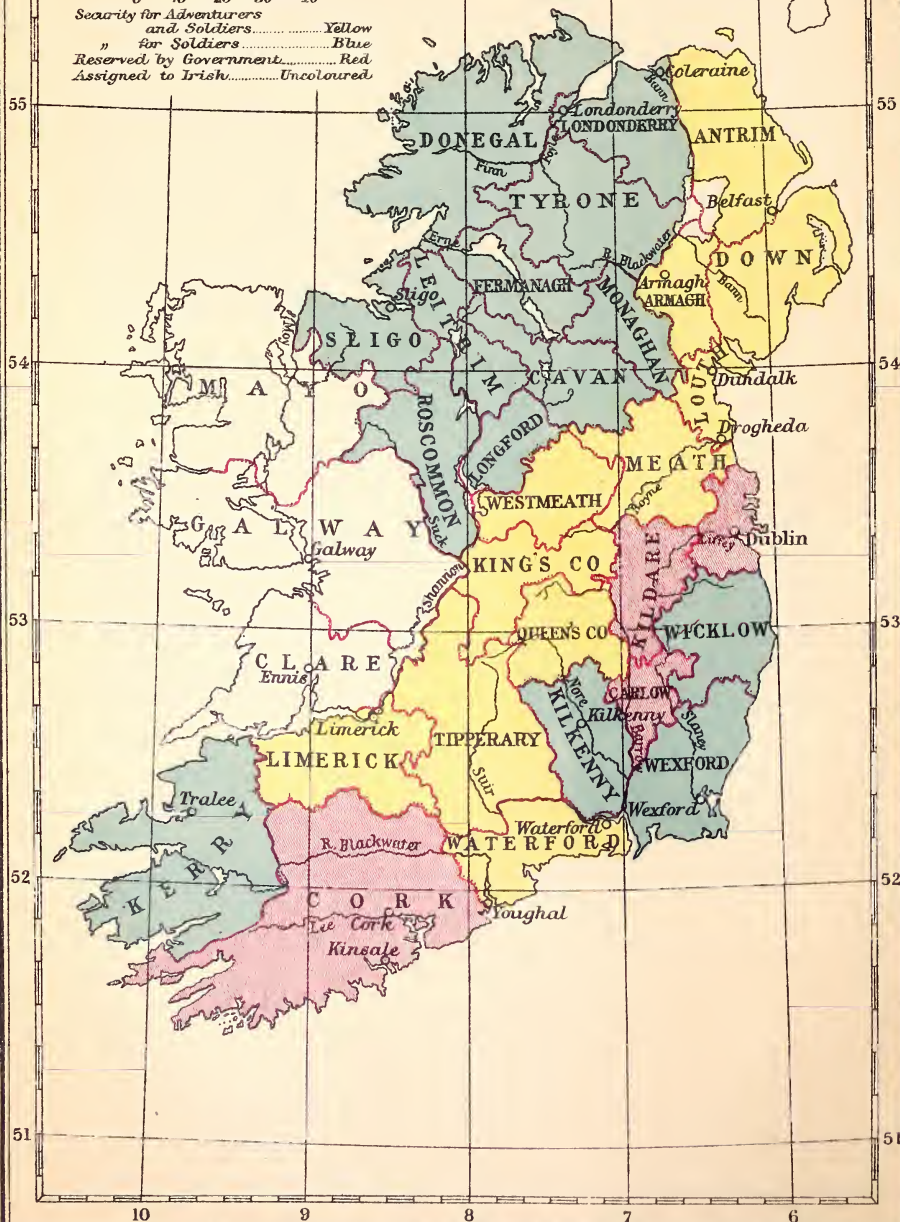 Security for Adventurers
and Soldiers........ Yellow
„ for Soldiers........ Blue
Reserved by Government........ Red
Assigned to Irish........ Uncoloured
55
55
Coleraine
Bann
Londonderry
LONDONDERRY
ANTRIM
DONEGAL
Foyle
Finn
TYRONE
Belfast
Erne
R. Blackwater
DOWN
LEITRIM
FERMANAGH
Armagh
ARMAGH
Bann
Sligo
MONAGHAN
Moy
SLIGO
54
54
LOUTH
Dundalk
MAYO
CAVAN
ROSCOMMON
LONGFORD
Drogheda
MEATH
Boyne
WESTMEATH
GALWAY
Suck
Galway
KILDARE
Liffey
Dublin
KING'S CO
Shannon
53
53
QUEEN'S CO
WICKLOW
CLARE
Ennis
Nore
CARLOW
Kilkenny
KILKENNY
Slaney
Barrow
Limerick
LIMERICK
TIPPERARY
WEXFORD
Suir
Tralee
Wexford
KERRY
Waterford
WATERFORD
R. Blackwater
52
52
CORK
Youghal
Lee Cork
Kinsale
51
51
10 9 8 7 6